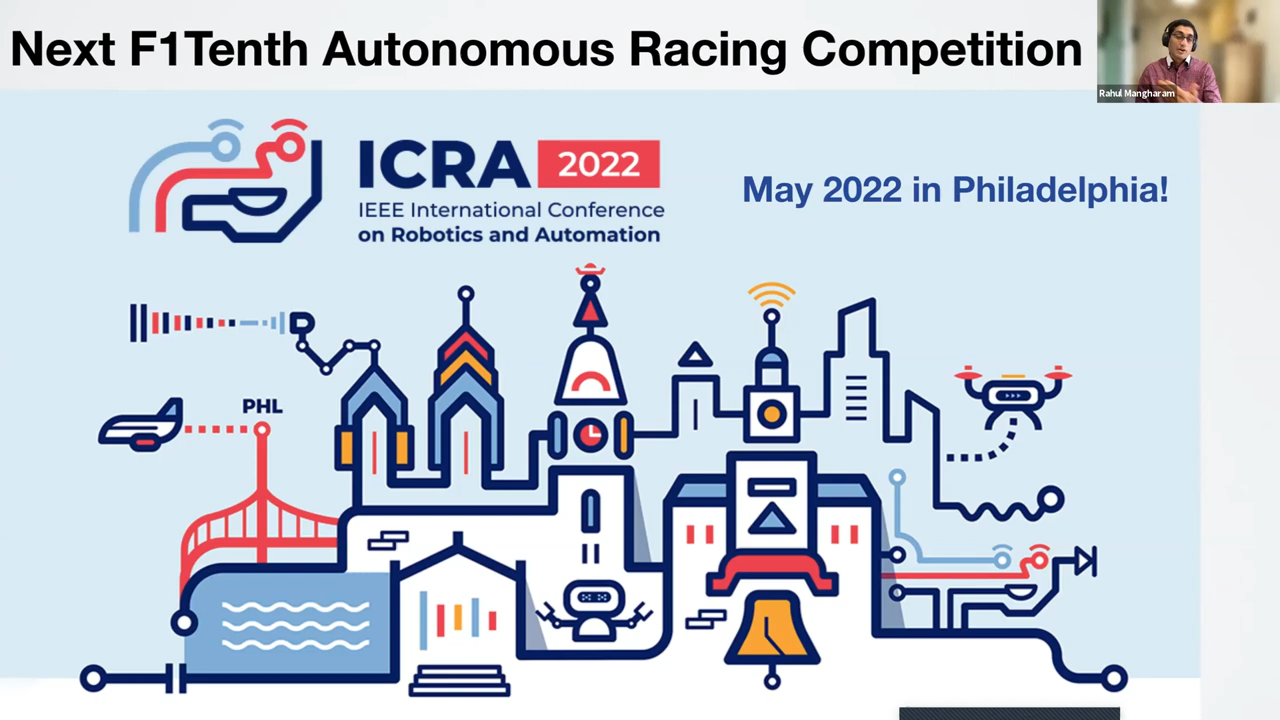 Next F1Tenth Autonomous Racing Competition
Rahul Mangharam
ICRA 2022
IEEE International Conference
on Robotics and Automation
May 2022 in Philadelphia!
PHL